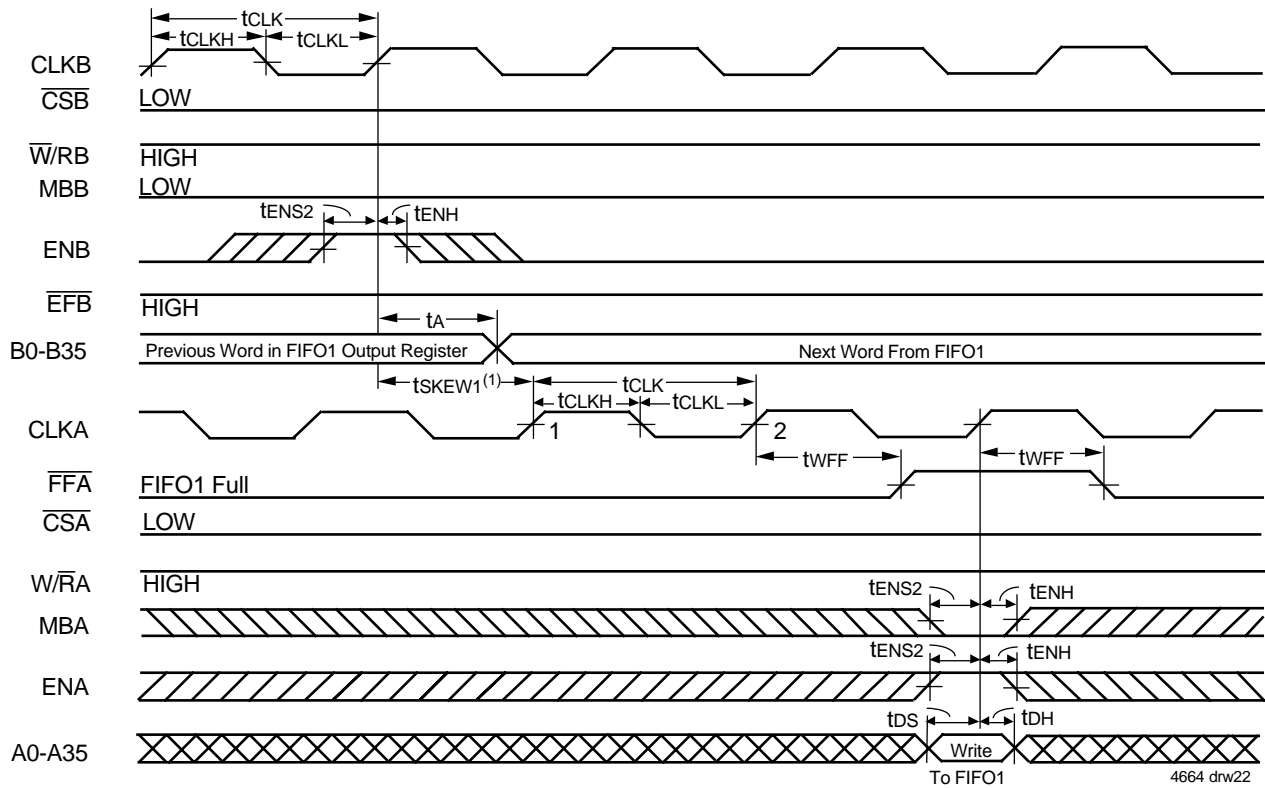 tCLK
tCLKH tCLKL
CLKB
CSB LOW
W/RB HIGH
MBB LOW
tENS2 tENH
ENB
EFB HIGH
tA
B0-B35 Previous Word in FIFO1 Output Register Next Word From FIFO1
tSKEW1(1) tCLK
tCLKH tCLKL
CLKA 1 2
tWFF tWFF
FFA FIFO1 Full
CSA LOW
W/RA HIGH
tENS2 tENH
MBA
tENS2 tENH
ENA
tDS tDH
A0-A35 Write
To FIFO1 4664 drw22